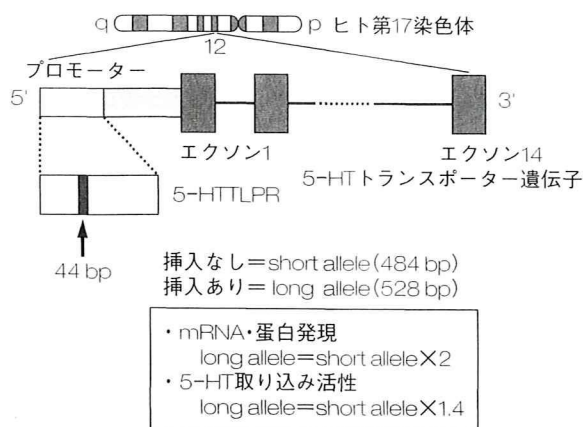 q p ヒト第17染色体
12
プロモーター
5' 3'
エクソン1 エクソン14
5-HTトランスポーター遺伝子
5-HTTLPR
44 bp
挿入なし=short allele(484 bp)
挿入あり= long allele(528 bp)
・mRNA・蛋白発現
long allele=short allele×2
・5-HT取り込み活性
long allele=short allele×1.4